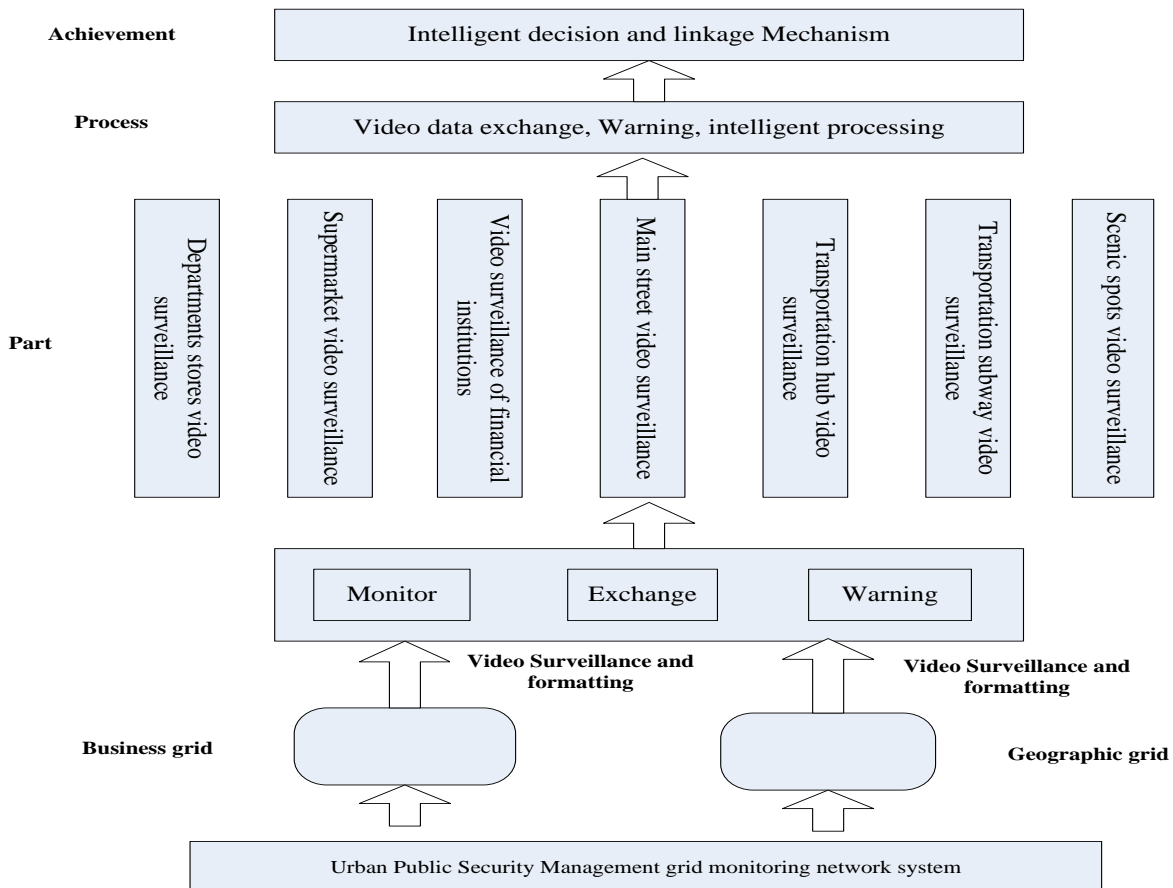 Achievement
Intelligent decision and linkage Mechanism
Process
Video data exchange, Warning, intelligent processing
Part
Departments stores video
surveillance
Supermarket video surveillance
Video surveillance of financial
institutions
Main street video surveillance
Transportation hub video
surveillance
Transportation subway video
surveillance
Scenic spots video surveillance
Monitor
Exchange
Warning
Video Surveillance and
formatting
Video Surveillance and
formatting
Business grid
Geographic grid
Urban Public Security Management grid monitoring network system